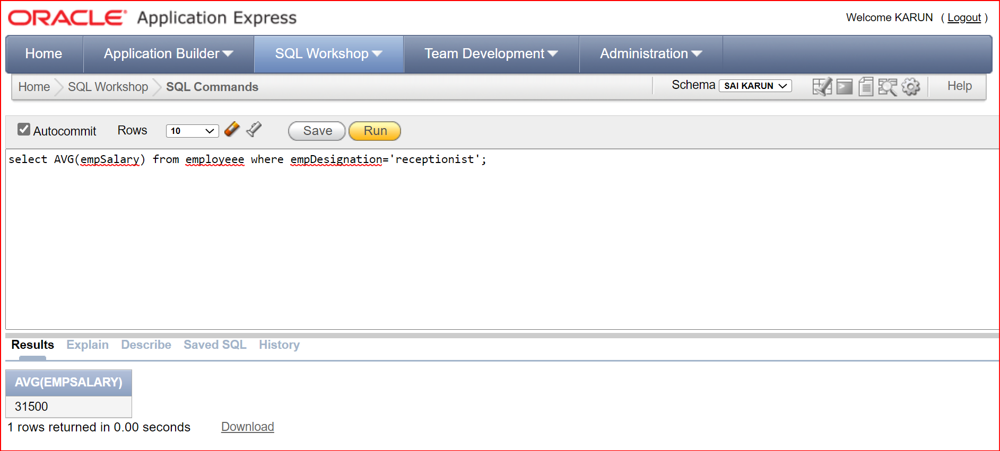 ORACLE Application Express
Welcome KARUN ( Logout )
Home Application Builder SQL Workshop Team Development Administration
Home SQL Workshop SQL Commands Schema SAI KARUN Help
Autocommit Rows 10 Save Run
select AVG(empSalary) from employeee where empDesignation='receptionist';
Results Explain Describe Saved SQL History
AVG(EMPSALARY)
31500
1 rows returned in 0.00 seconds Download